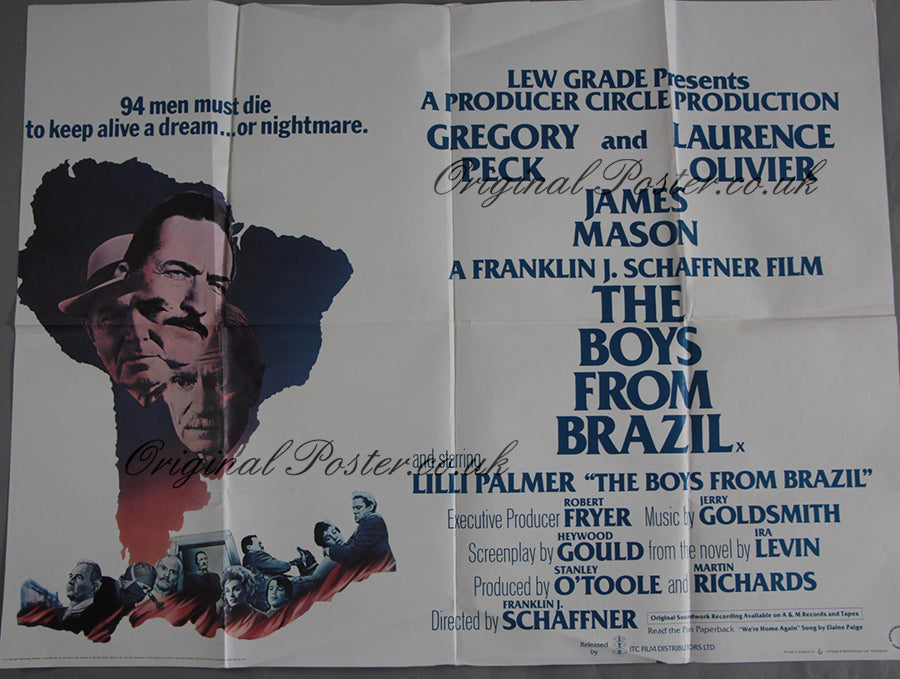 94 men must die
to keep alive a dream...or nightmare.
LEW GRADE Presents
A PRODUCER CIRCLE PRODUCTION
GREGORY PECK and LAURENCE OLIVIER
JAMES
MASON
A FRANKLIN J. SCHAFFNER FILM
THE
BOYS
FROM
BRAZIL X
and starring
LILLI PALMER “THE BOYS FROM BRAZIL”
Executive Producer ROBERT FRYER Music by JERRY GOLDSMITH
Screenplay by HEYWOOD GOULD from the novel by IRA LEVIN
Produced by STANLEY O'TOOLE and MARTIN RICHARDS
Directed by FRANKLIN J. SCHAFFNER
Original Soundtrack Recording Available on A & M Records and Tapes
Read the Pan Paperback “We're Home Again” Sung by Elaine Paige
Released by ITC FILM DISTRIBUTORS LTD
Original Poster.co.uk
Original Poster.co.uk